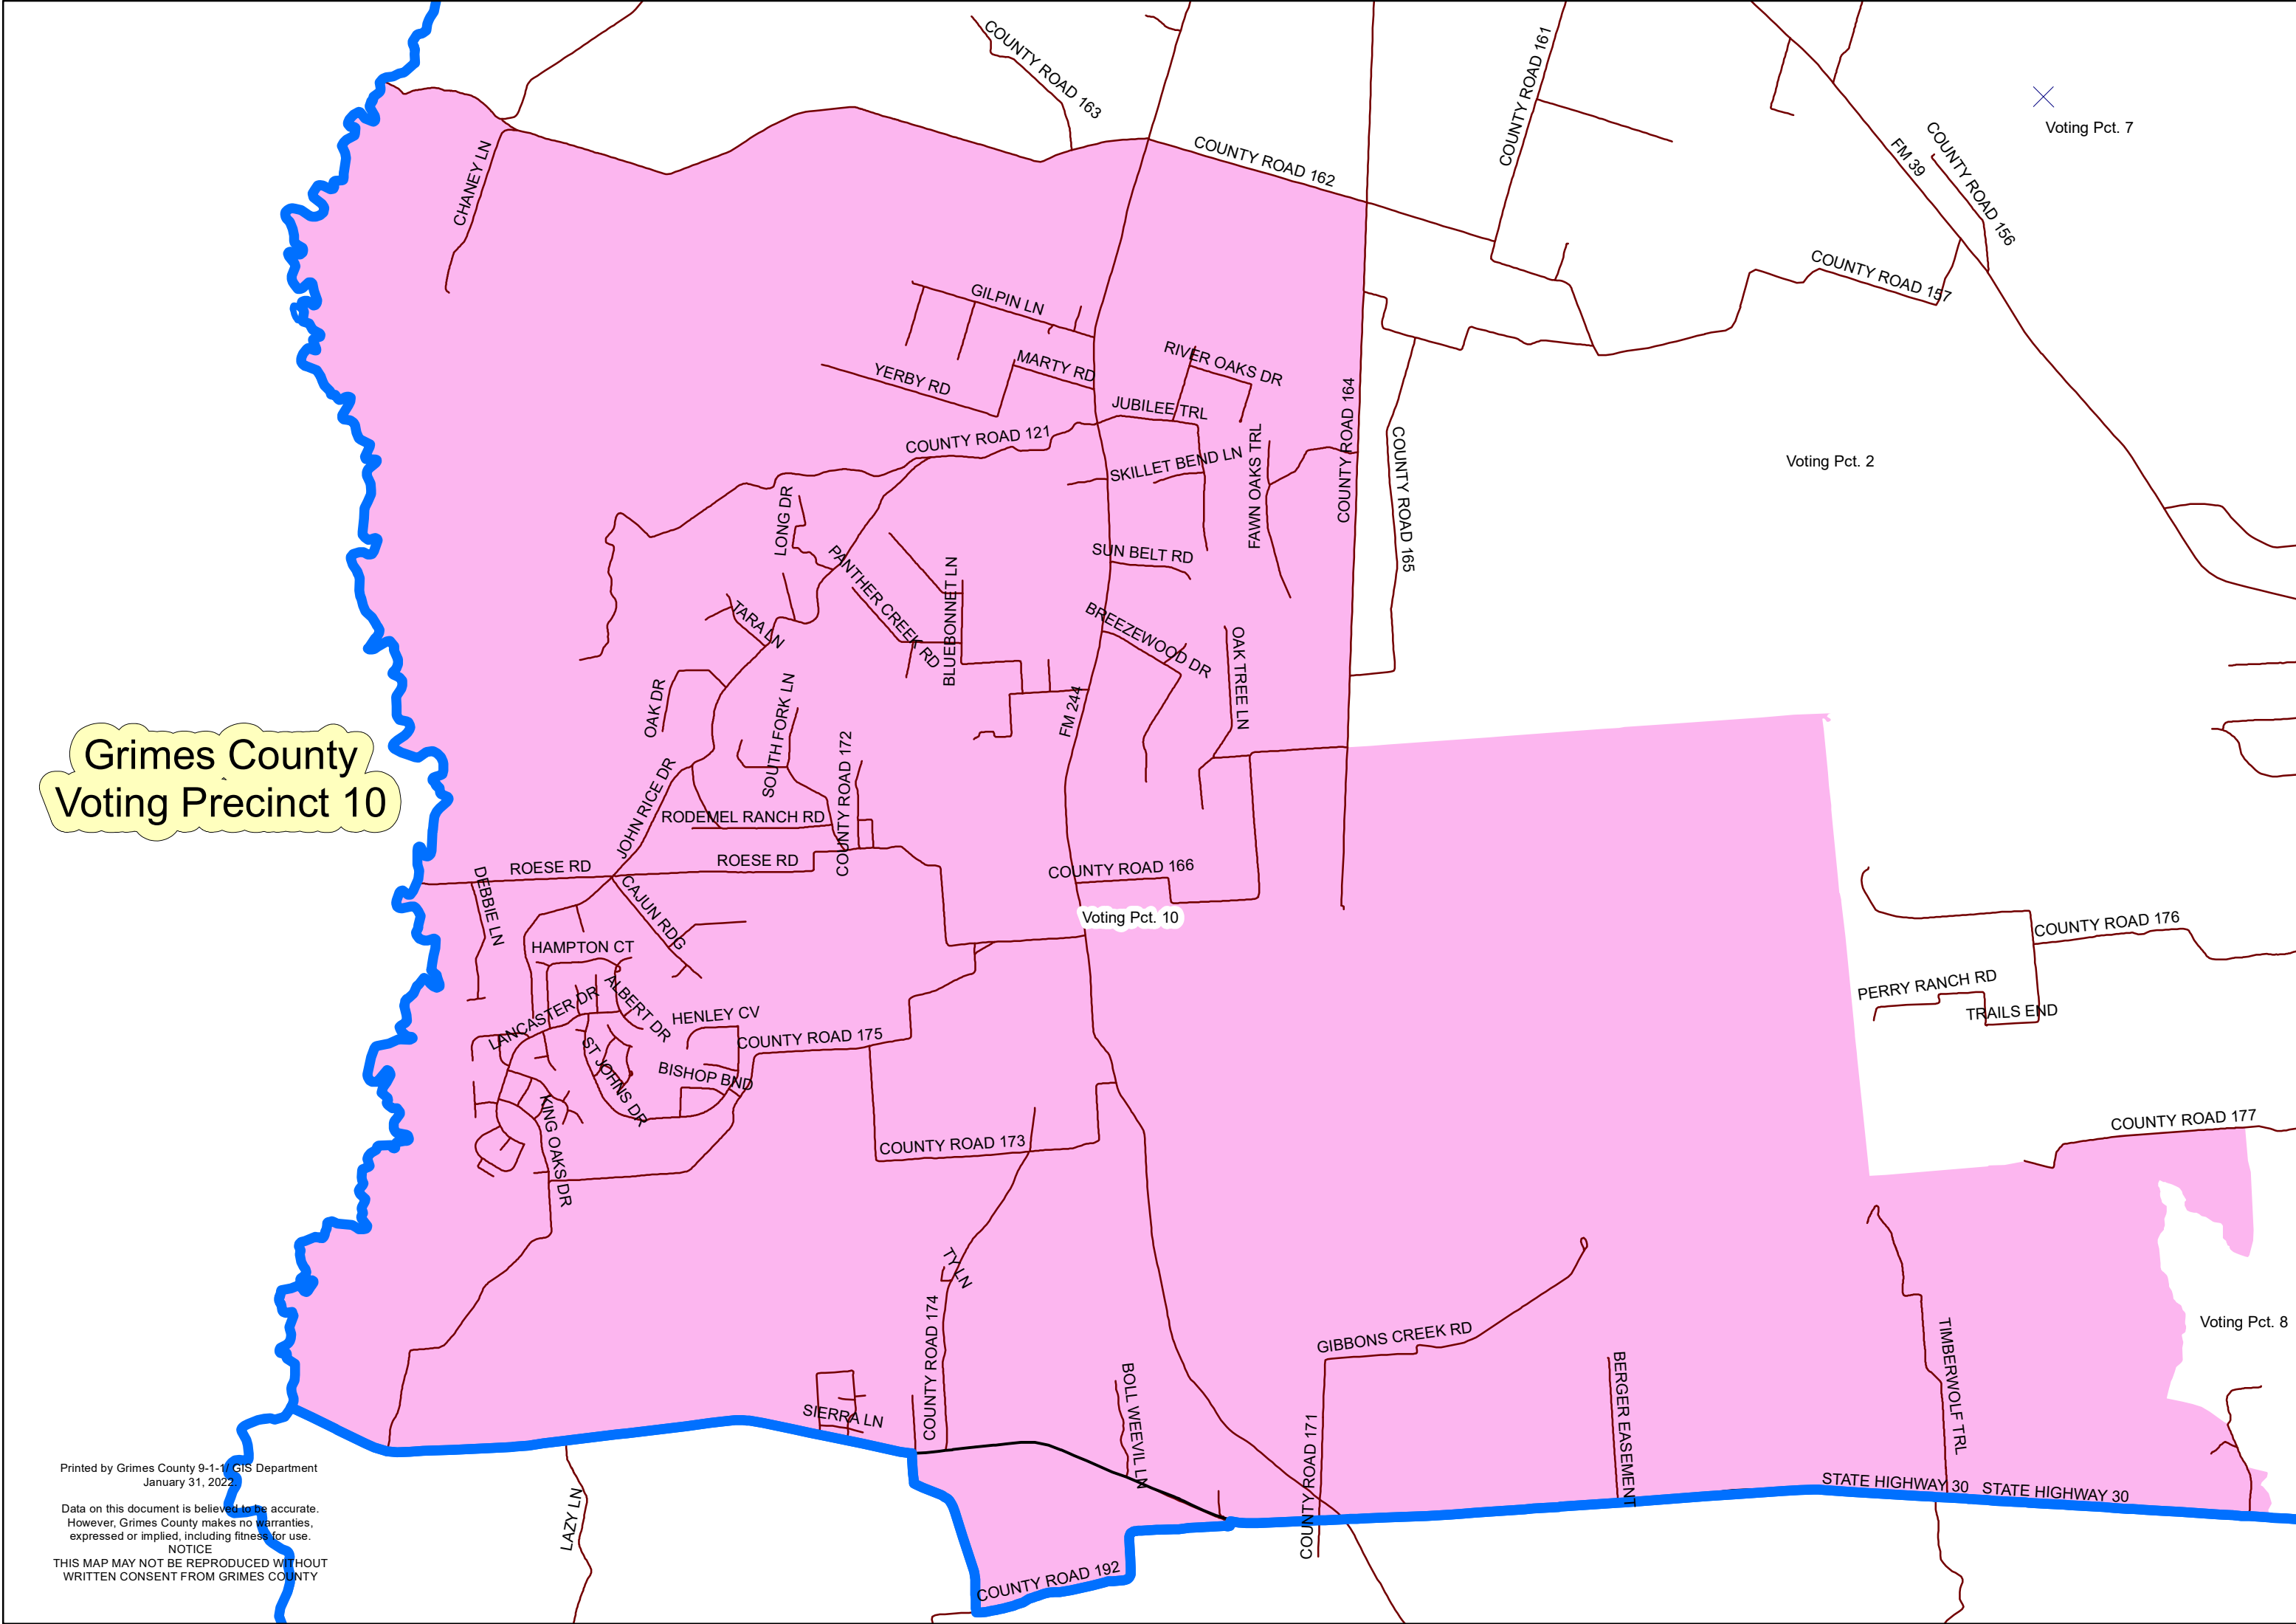 COUNTY ROAD 163
COUNTY ROAD 161
Voting Pct. 7
FM 39
COUNTY ROAD 156
CHANEY LN
COUNTY ROAD 162
COUNTY ROAD 157
GILPIN LN
MARTY RD
RIVER OAKS DR
YERBY RD
JUBILEE TRL
COUNTY ROAD 164
COUNTY ROAD 121
SKILLET BEND LN
FAWN OAKS TRL
COUNTY ROAD 165
Voting Pct. 2
LONG DR
PANTHER CREEK RD
BLUEBONNET LN
SUN BELT RD
TARA LN
BREEZEWOOD DR
OAK TREE LN
OAK DR
SOUTH FORK LN
FM 244
Grimes County
Voting Precinct 10
JOHN RICE DR
COUNTY ROAD 172
RODEMEL RANCH RD
ROESE RD
ROESE RD
DEBBIE LN
CAJUN RDG
COUNTY ROAD 166
Voting Pct. 10
COUNTY ROAD 176
HAMPTON CT
LANCASTER DR
ALBERT DR
HENLEY CV
COUNTY ROAD 175
PERRY RANCH RD
TRAILS END
ST JOHNS DR
BISHOP BND
KING OAKS DR
COUNTY ROAD 173
COUNTY ROAD 177
TY LN
COUNTY ROAD 174
GIBBONS CREEK RD
Voting Pct. 8
BOLL WEEVIL LN
BERGER EASEMENT
TIMBERWOLF TRL
SIERRA LN
COUNTY ROAD 171
STATE HIGHWAY 30
STATE HIGHWAY 30
LAZY LN
COUNTY ROAD 192
Printed by Grimes County 9-1-1/ GIS Department
January 31, 2022.
Data on this document is believed to be accurate.
However, Grimes County makes no warranties,
expressed or implied, including fitness for use.
NOTICE
THIS MAP MAY NOT BE REPRODUCED WITHOUT
WRITTEN CONSENT FROM GRIMES COUNTY